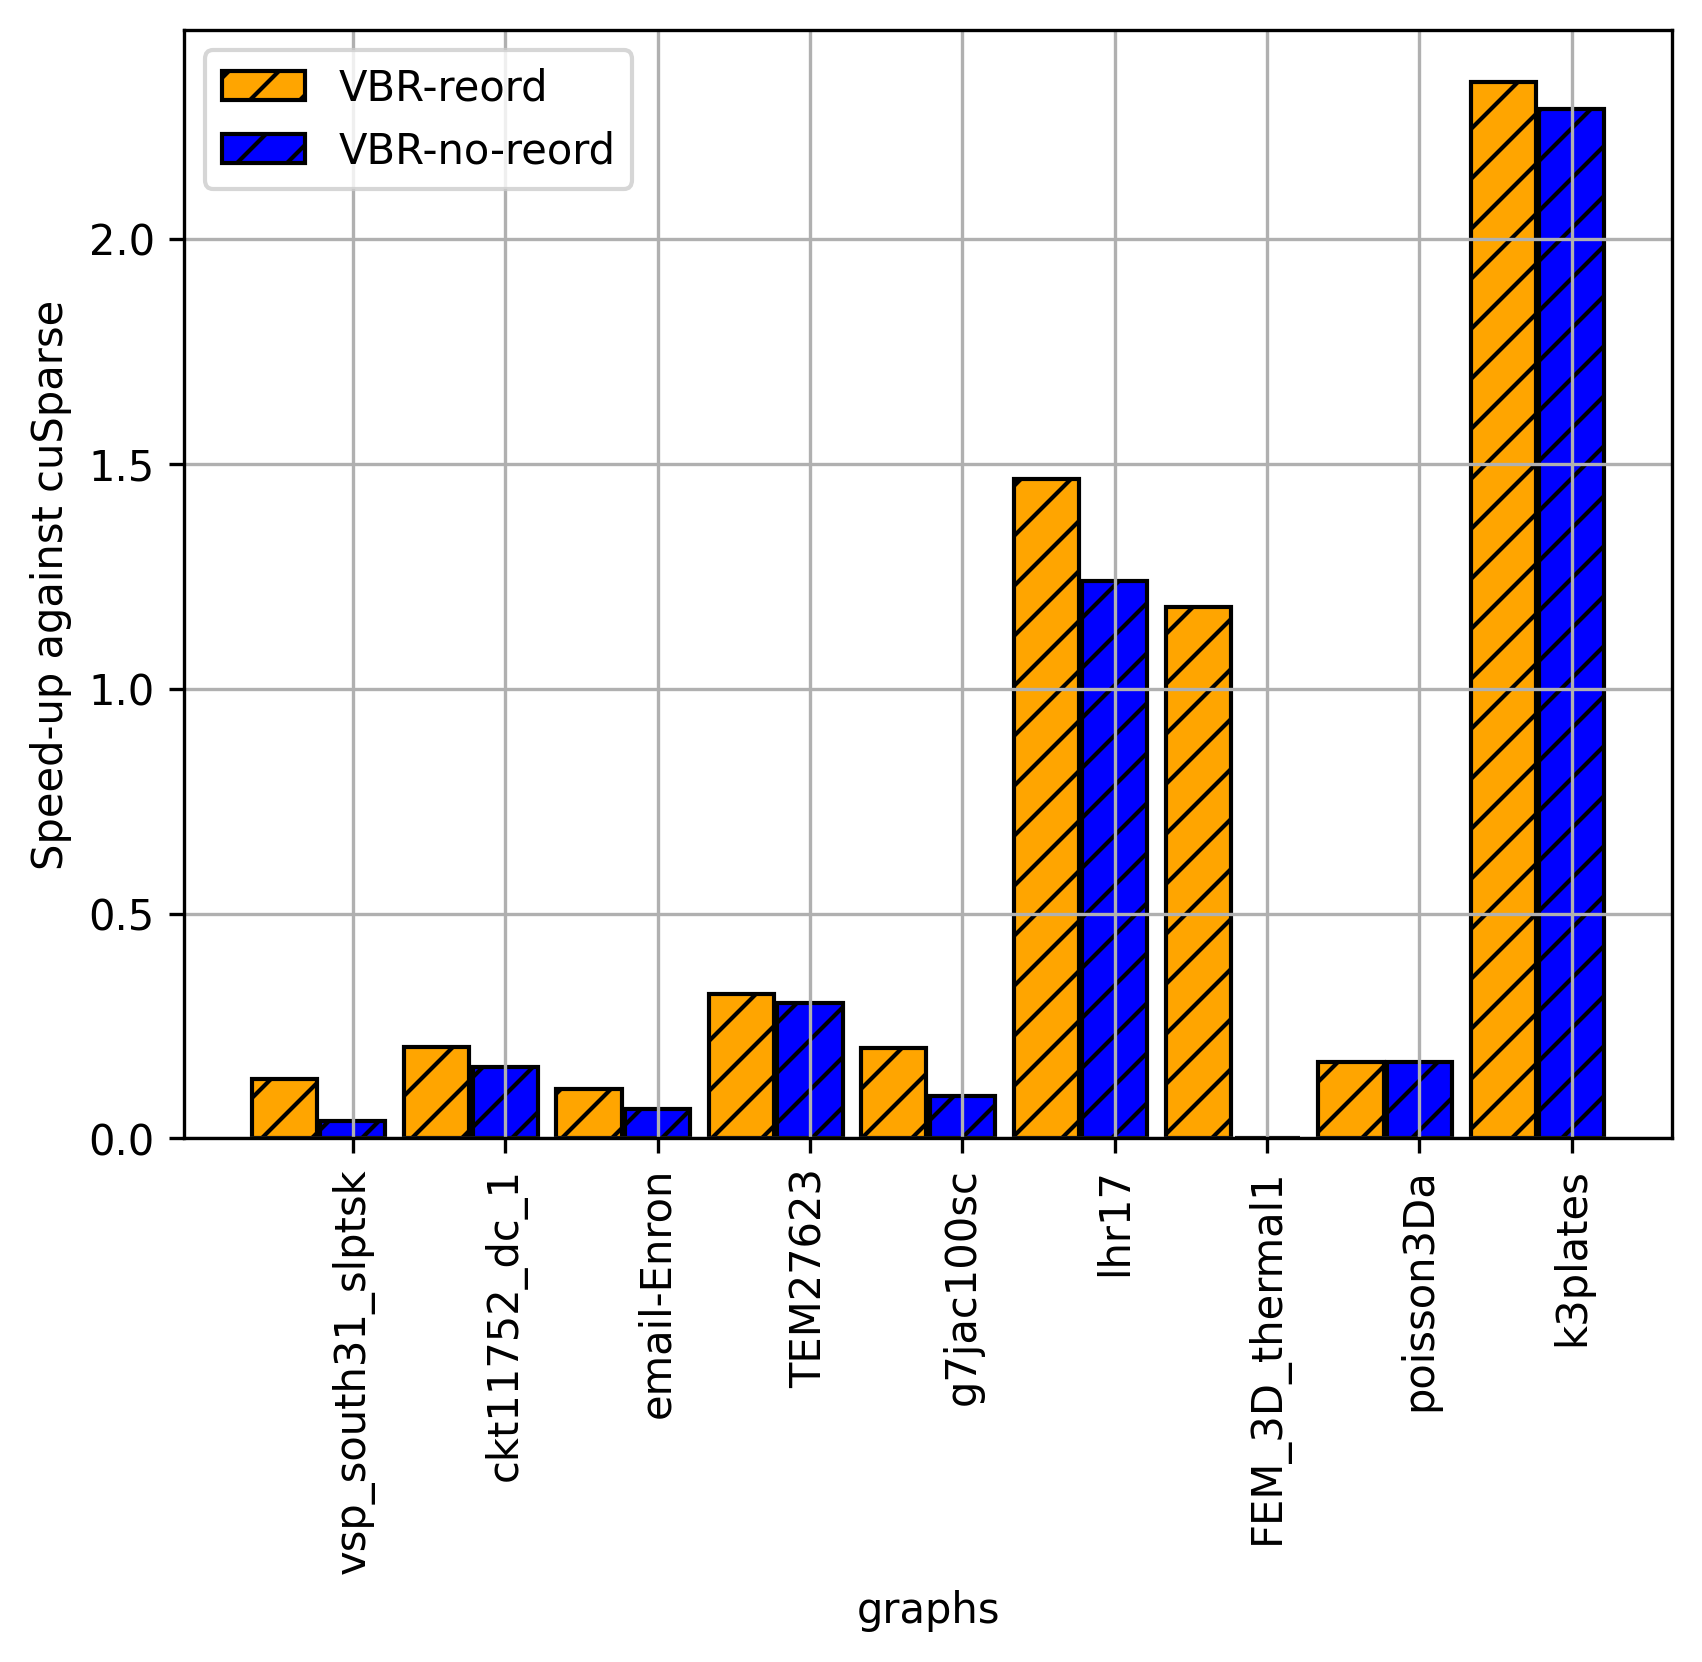 VBR-reord
VBR-no-reord
Speed-up against cuSparse
2.0
1.5
1.0
0.5
0.0
vsp_south31_slptsk
ckt11752_dc_1
email-Enron
TEM27623
g7jac100sc
lhr17
FEM_3D_thermal1
poisson3Da
k3plates
graphs